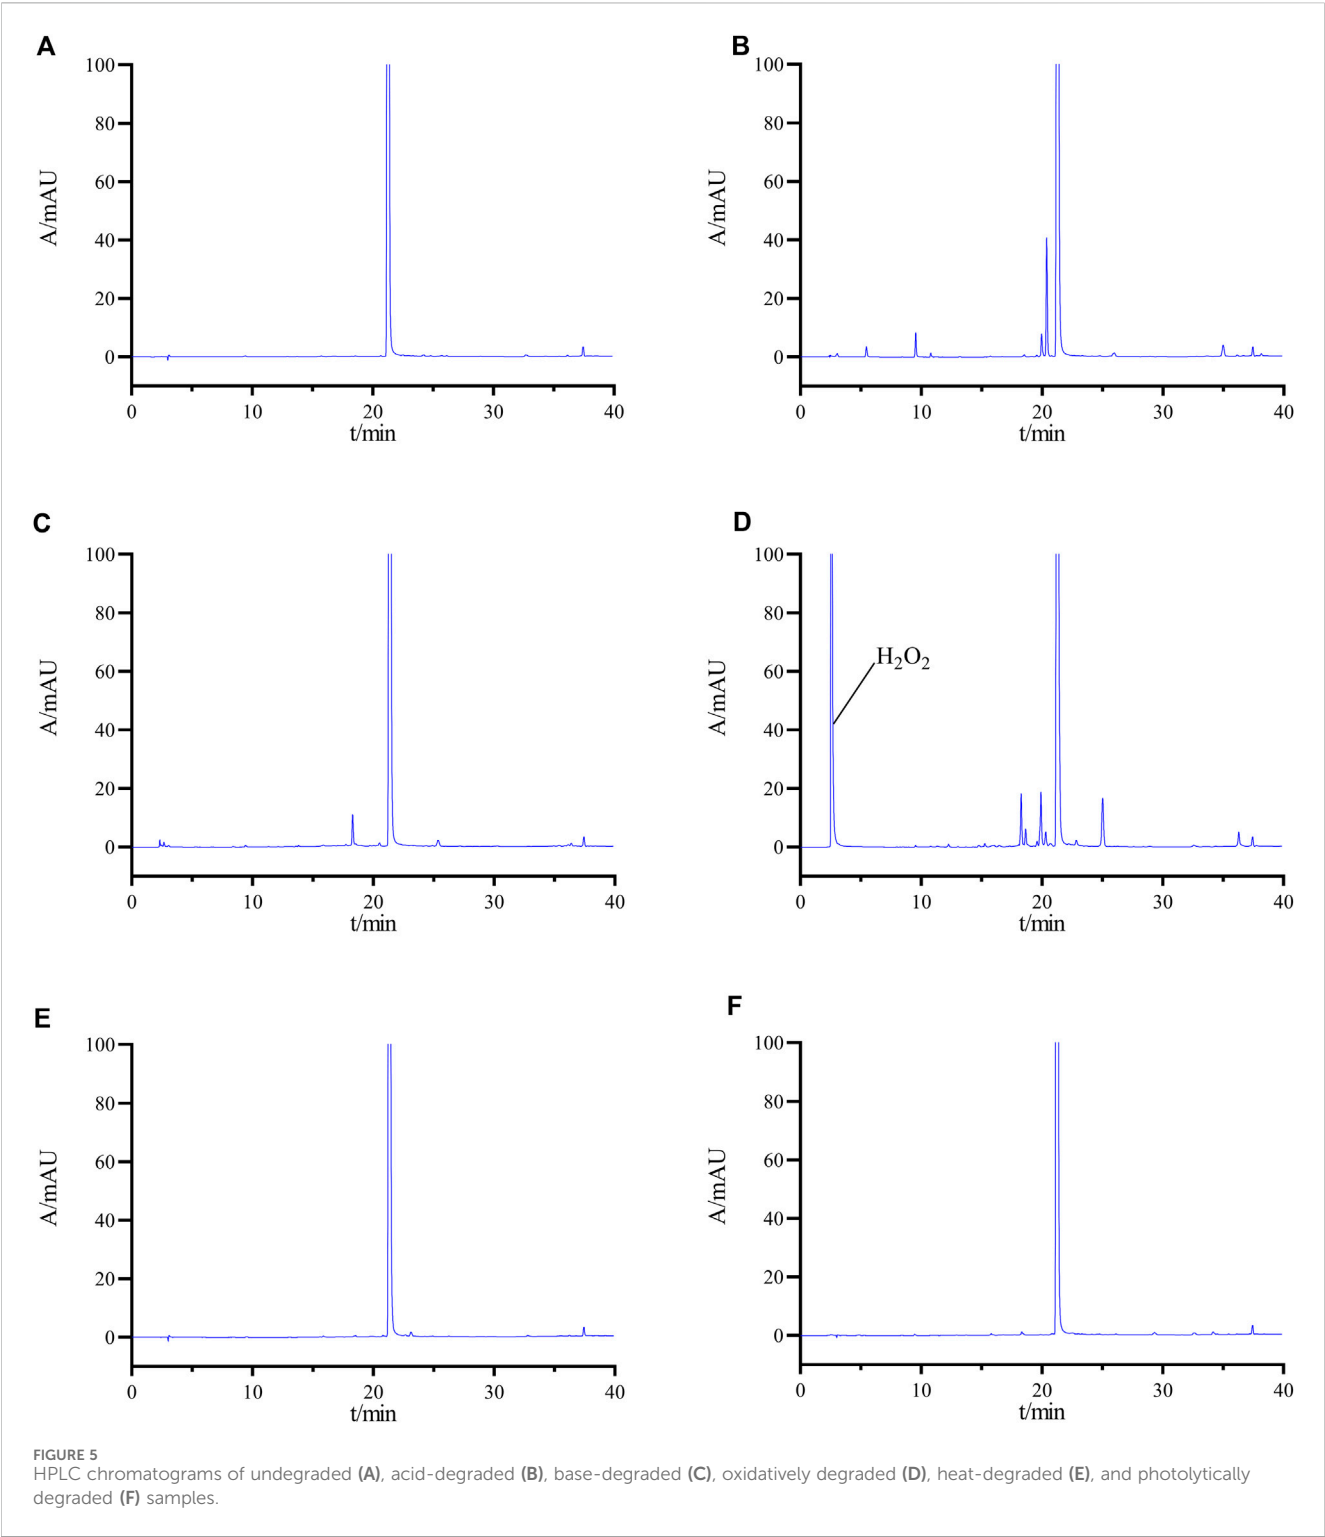 A
100
80
60
40
20
0
A/mAU
0 10 20 30 40
t/min
B
100
80
60
40
20
0
A/mAU
0 10 20 30 40
t/min
C
100
80
60
40
20
0
A/mAU
0 10 20 30 40
t/min
D
100
80
60
40
20
0
A/mAU
H₂O₂
0 10 20 30 40
t/min
E
100
80
60
40
20
0
A/mAU
0 10 20 30 40
t/min
F
100
80
60
40
20
0
A/mAU
0 10 20 30 40
t/min
FIGURE 5
HPLC chromatograms of undegraded (A), acid-degraded (B), base-degraded (C), oxidatively degraded (D), heat-degraded (E), and photolytically
degraded (F) samples.